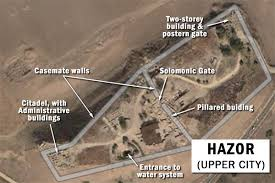 Two-storey
building &
postern gate
Casemate walls
Solomonic Gate
Citadel, with
Administrative
buildings
Pillared bulding
Entrance to
water system
HAZOR
(UPPER CITY)